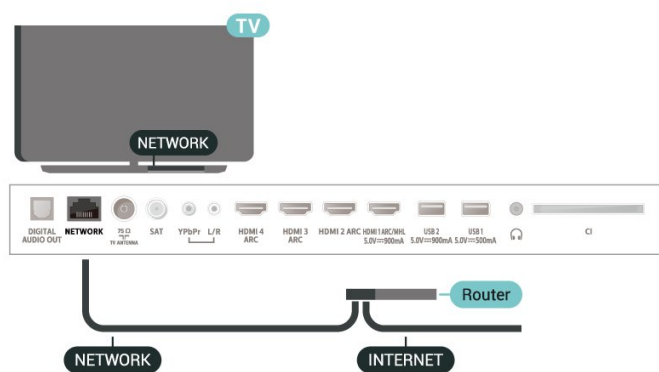 TV
NETWORK
DIGITAL
AUDIO OUT
NETWORK
75 Ω
TV ANTENNA
SAT
YPbPr L/R
HDMI 4
ARC
HDMI 3
ARC
HDMI 2 ARC
HDMI 1 ARC/MHL
5.0V⎓900mA
USB 2
5.0V⎓900mA
USB 1
5.0V⎓500mA
CI
Router
NETWORK
INTERNET